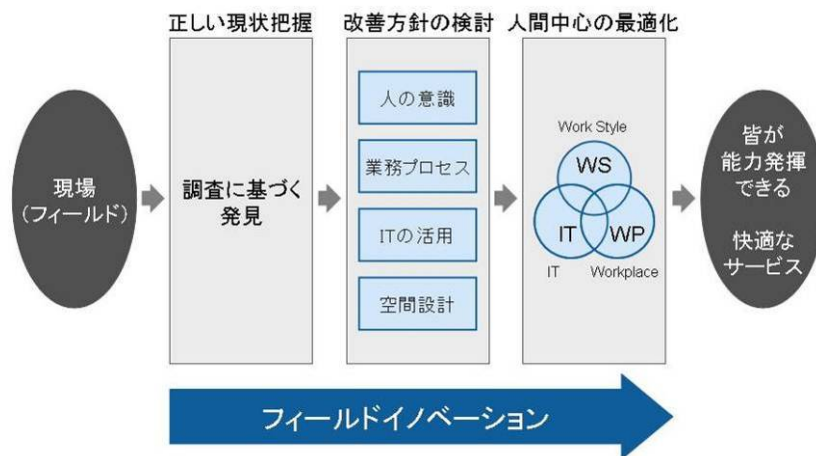 正しい現状把握
改善方針の検討
人間中心の最適化
現場
(フィールド)
調査に基づく
発見
人の意識
業務プロセス
ITの活用
空間設計
Work Style
WS
IT
WP
IT
Workplace
皆が
能力発揮
できる
快適な
サービス
フィールドイノベーション